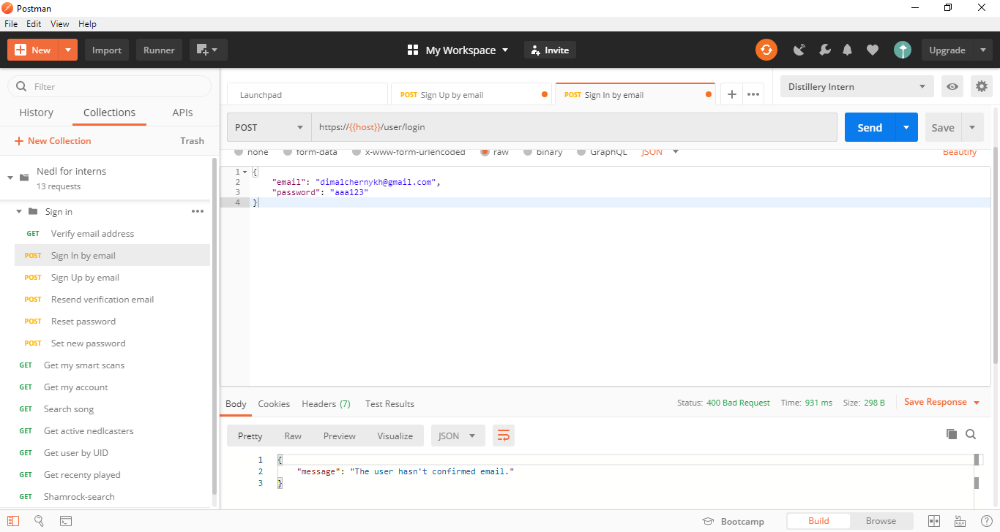 Postman
File Edit View Help
New Import Runner My Workspace Invite Upgrade
Filter
History Collections APIs
New Collection Trash
Nedl for interns
13 requests
Sign in
GET Verify email address
POST Sign In by email
POST Sign Up by email
POST Resend verification email
POST Reset password
POST Set new password
GET Get my smart scans
GET Get my account
GET Search song
GET Get active nedlcasters
GET Get user by UID
GET Get recenty played
GET Shamrock-search
Launchpad POST Sign Up by email POST Sign In by email
Distillery Intern
POST https://{{host}}/user/login Send Save
none form-data x-www-form-urlencoded raw binary GraphQL JSON Beautify
1 {
2 "email": "dima1chernykh@gmail.com",
3 "password": "aaa123"
4 }
Body Cookies Headers (7) Test Results Status: 400 Bad Request Time: 931 ms Size: 298 B Save Response
Pretty Raw Preview Visualize JSON
1 {
2 "message": "The user hasn't confirmed email."
3 }
Bootcamp Build Browse